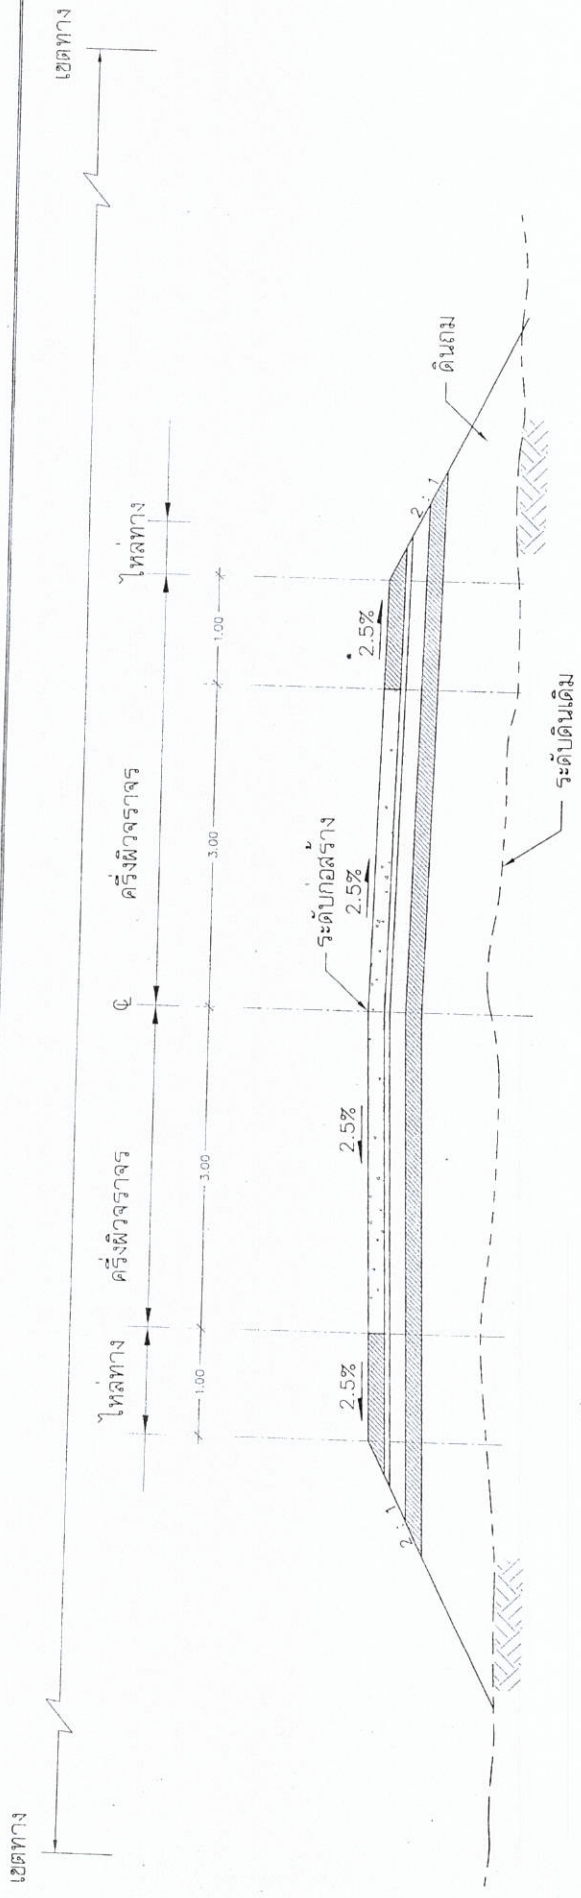 เขตทาง
เขตทาง
ไหล่ทาง
ครึ่งผิวจราจร
℄
ครึ่งผิวจราจร
ไหล่ทาง
1.00
3.00
3.00
1.00
2.5%
2.5%
ระดับก่อสร้าง
2.5%
2.5%
2 : 1
2 : 1
ดินถม
ระดับดินเดิม